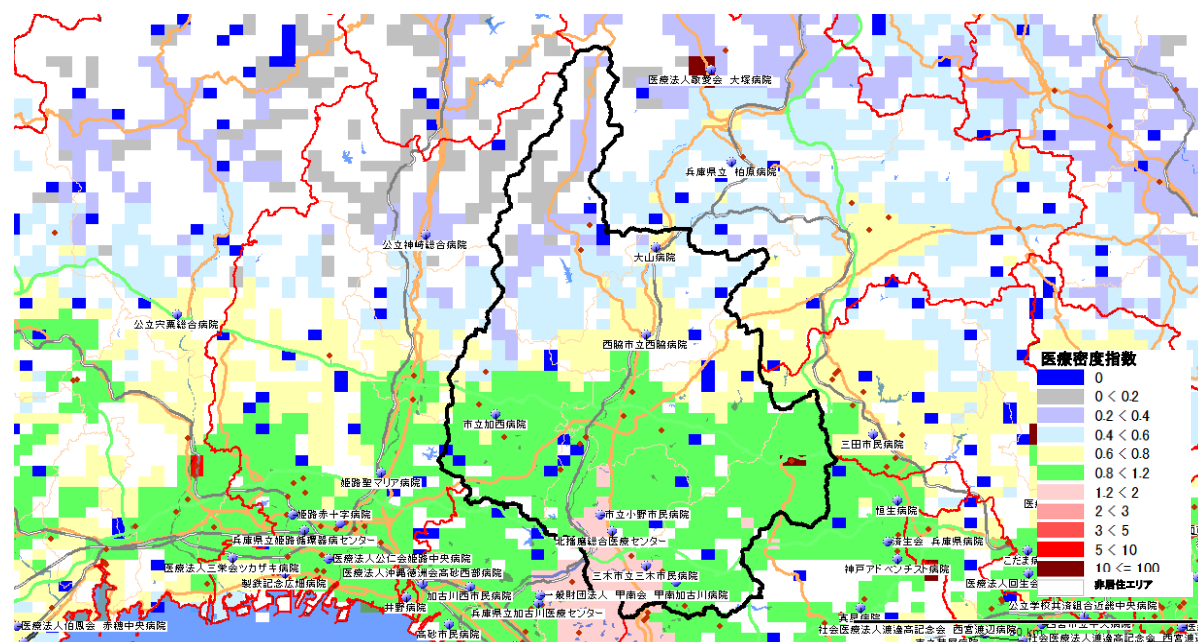 医療法人敬愛会 大塚病院
兵庫県立 柏原病院
公立神崎総合病院
大山病院
公立宍粟総合病院
西脇市立西脇病院
医療密度指数
0
0 < 0.2
0.2 < 0.4
0.4 < 0.6
0.6 < 0.8
0.8 < 1.2
1.2 < 2
2 < 3
3 < 5
5 < 10
10 <= 100
非居住エリア
市立加西病院
三田市民病院
姫路聖マリア病院
姫路赤十字病院
市立小野市民病院
恒生病院
兵庫県立姫路循環器病センター
北播磨総合医療センター
済生会 兵庫県病院
医療法人三栄会ツカザキ病院
医療法人公仁会姫路中央病院
三木市立三木市民病院
神戸アドベンチスト病院
製鉄記念広畑病院
医療法人沖縄徳洲会高砂西部病院
医療法人回生会
加古川西市民病院
一般財団法人 甲南会 甲南加古川病院
井野病院
兵庫県立加古川医療センター
公立学校共済組合近畿中央病院
医療法人伯鳳会 赤穂中央病院
高砂市民病院
社会医療法人渡邊高記念会 西宮渡辺病院